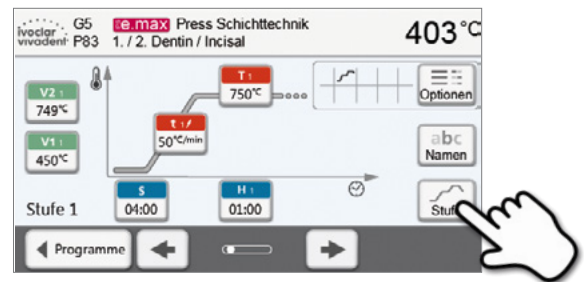 ivoclar G5 IPS e.max Press Schichttechnik 403°C
vivadent P83 1. / 2. Dentin / Incisal
T 1
750°C
Optionen
V2 1
749°C
t 1
50°C/min
abc
Namen
V1 1
450°C
S H 1
Stufe 1 04:00 01:00 Stufe
Programme